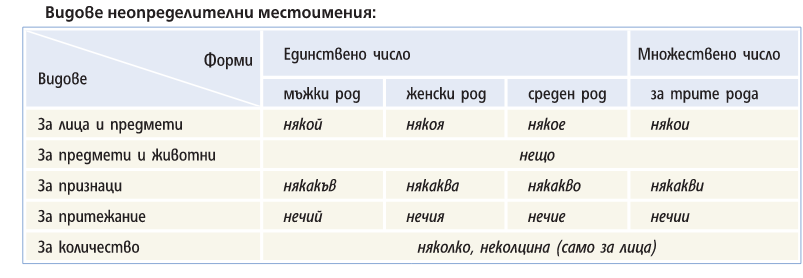 Видове неопределителни местоимения:
Форми
Видове
Единствено число
Множествено число
мъжки род
женски род
среден род
за трите рода
За лица и предмети някой някоя някое някои
За предмети и животни нещо
За признаци някакъв някаква някакво някакви
За притежание нечий нечия нечие нечии
За количество няколко, неколцина (само за лица)